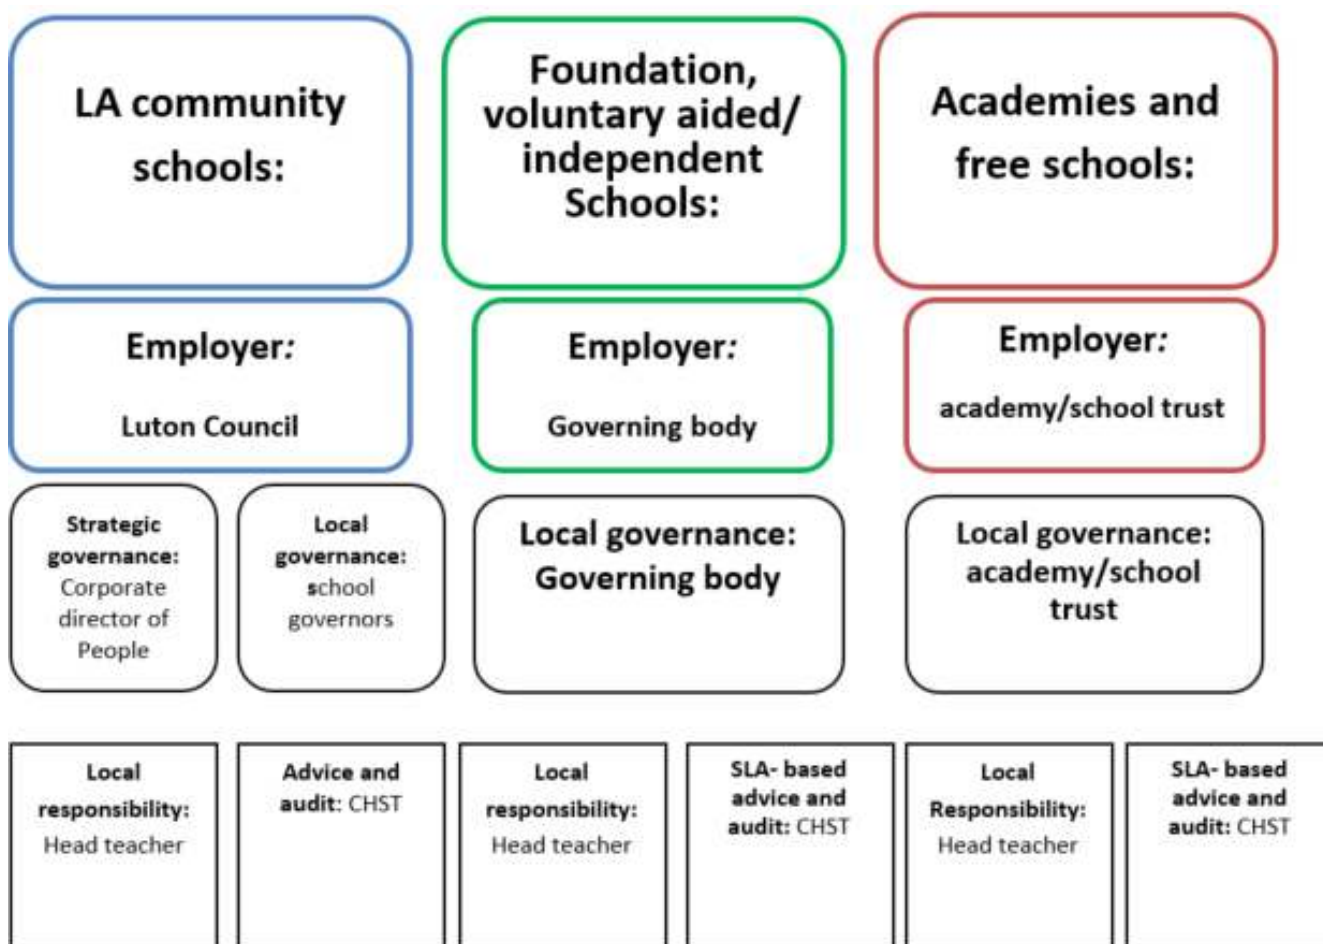 LA community
schools:
Foundation,
voluntary aided/
independent
Schools:
Academies and
free schools:
Employer:
Luton Council
Employer:
Governing body
Employer:
academy/school trust
Strategic
governance:
Corporate
director of
People
Local
governance:
school
governors
Local governance:
Governing body
Local governance:
academy/school
trust
Local
responsibility:
Head teacher
Advice and
audit: CHST
Local
responsibility:
Head teacher
SLA- based
advice and
audit: CHST
Local
Responsibility:
Head teacher
SLA- based
advice and
audit: CHST